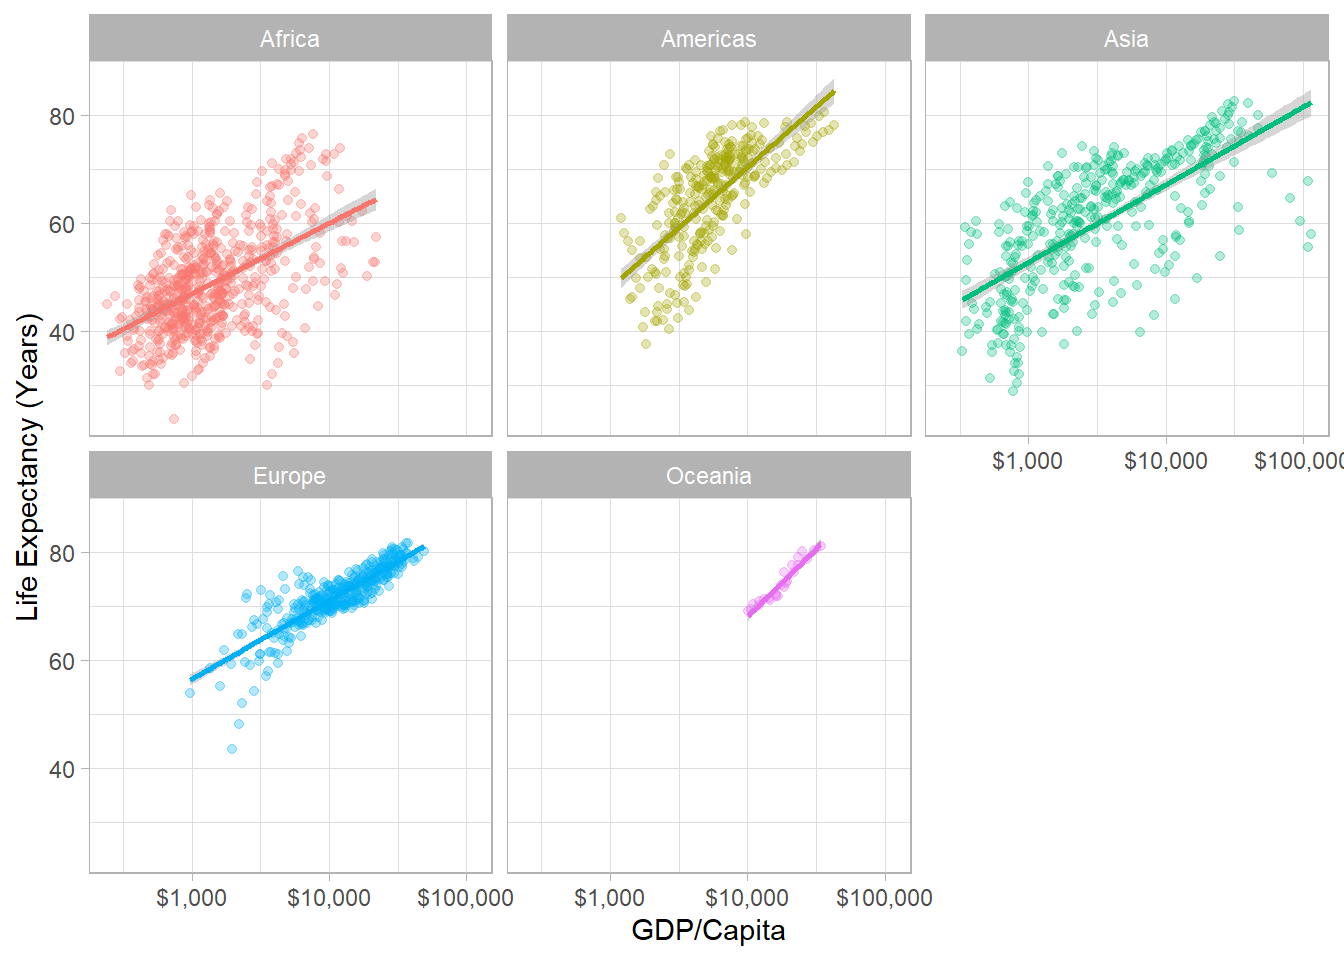 Africa
Americas
Asia
80
60
40
$1,000
$10,000
$100,000
Europe
Oceania
80
60
40
$1,000
$10,000
$100,000
$1,000
$10,000
$100,000
Life Expectancy (Years)
GDP/Capita